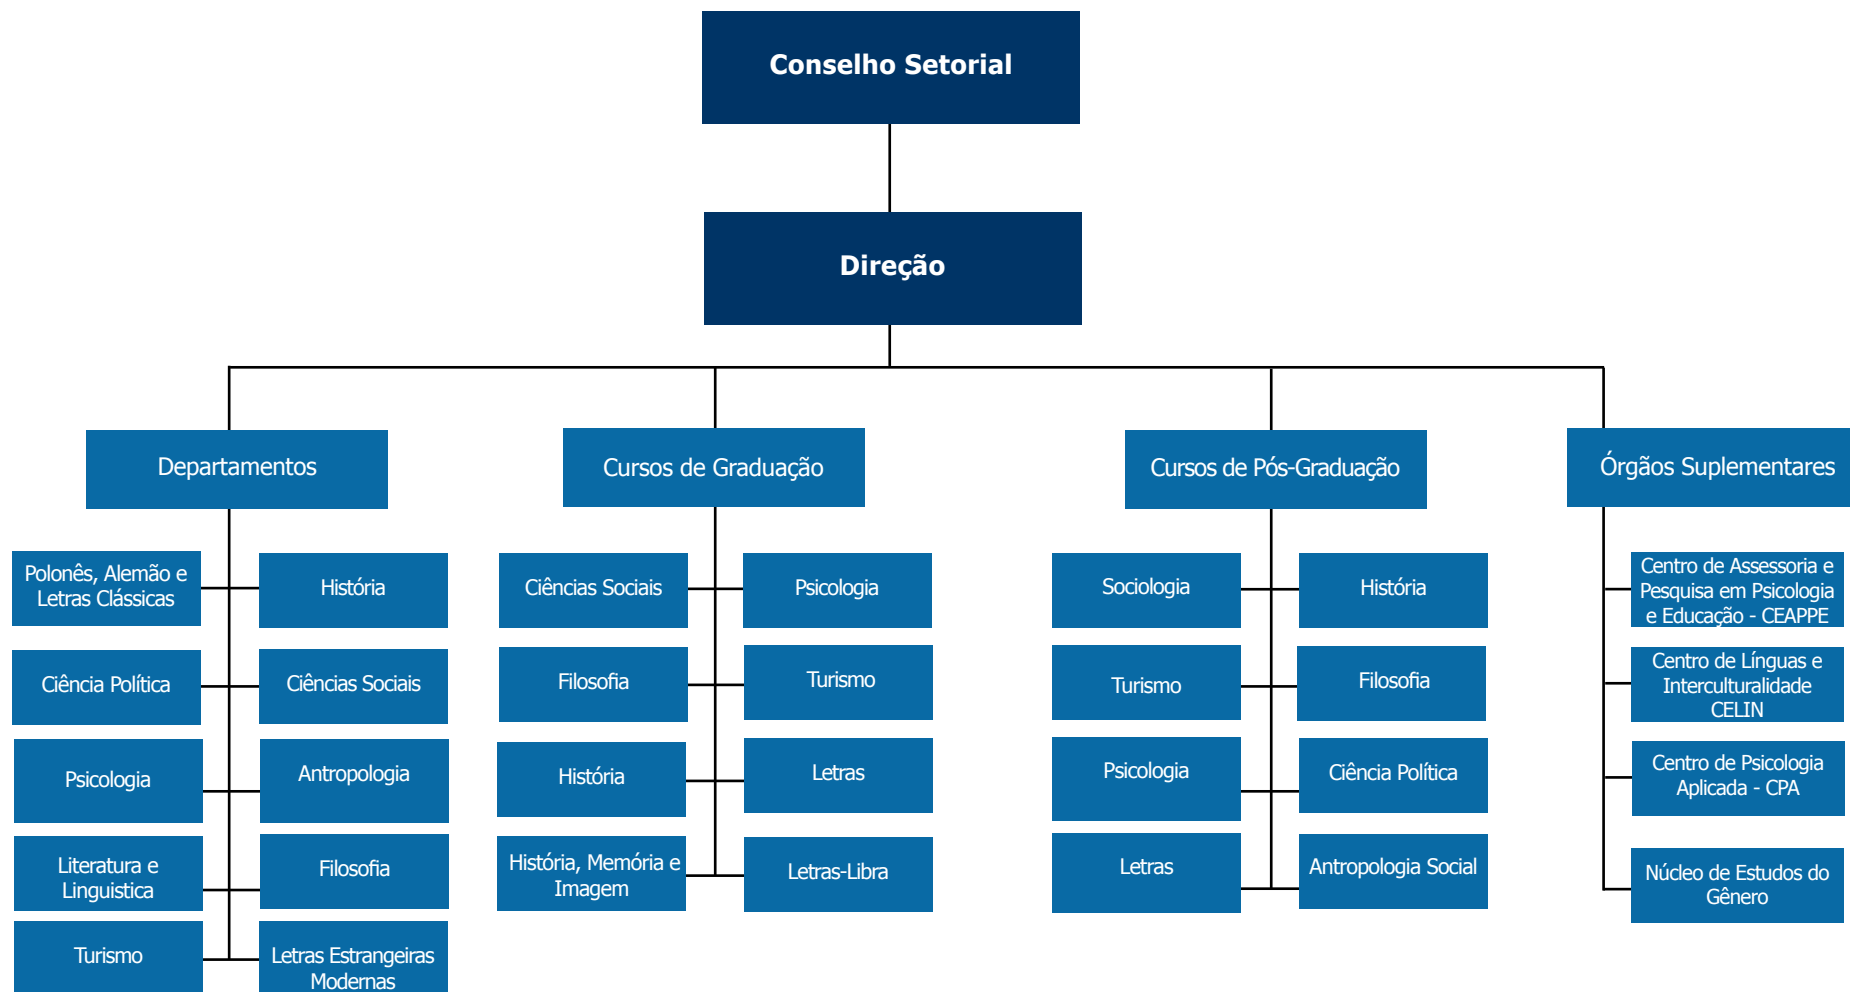 Conselho Setorial
Direção
Departamentos
Cursos de Graduação
Cursos de Pós-Graduação
Órgãos Suplementares
Polonês, Alemão e
Letras Clássicas
História
Ciência Política
Ciências Sociais
Psicologia
Antropologia
Literatura e
Linguistica
Filosofia
Turismo
Letras Estrangeiras
Modernas
Ciências Sociais
Psicologia
Filosofia
Turismo
História
Letras
História, Memória e
Imagem
Letras-Libra
Sociologia
História
Turismo
Filosofia
Psicologia
Ciência Política
Letras
Antropologia Social
Centro de Assessoria e
Pesquisa em Psicologia
e Educação - CEAPPE
Centro de Línguas e
Interculturalidade
CELIN
Centro de Psicologia
Aplicada - CPA
Núcleo de Estudos do
Gênero